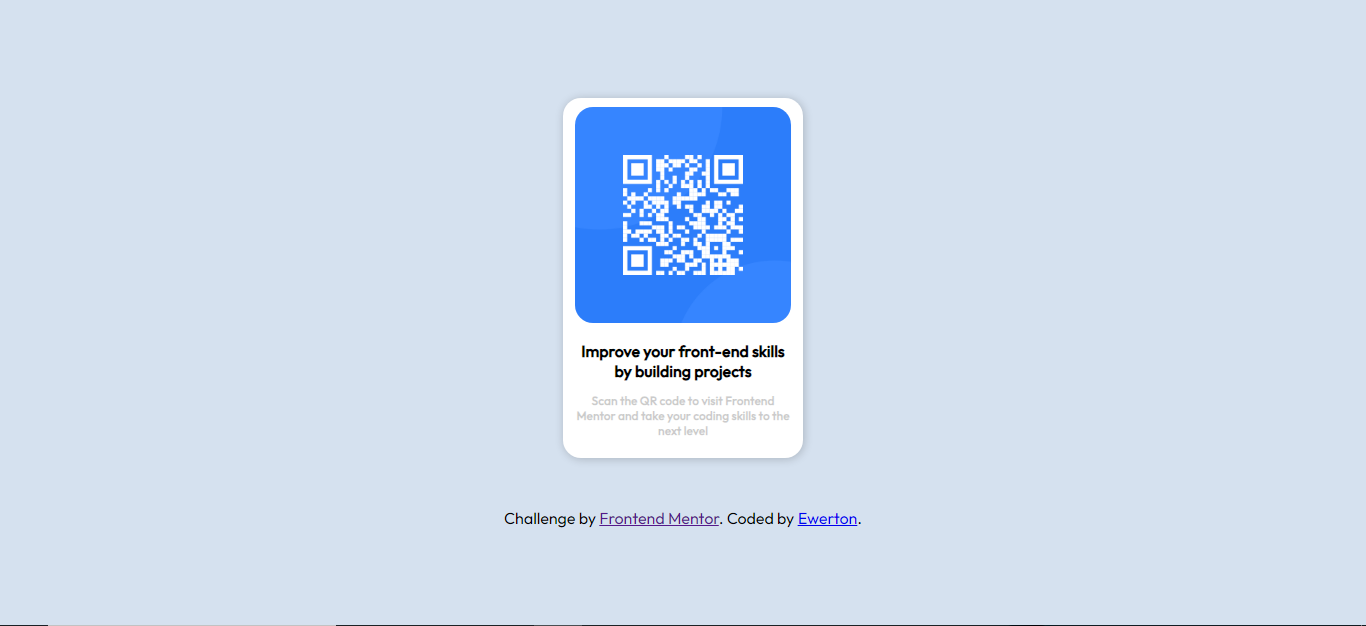 Improve your front-end skills
by building projects
Scan the QR code to visit Frontend
Mentor and take your coding skills to the
next level
Challenge by Frontend Mentor. Coded by Ewerton.